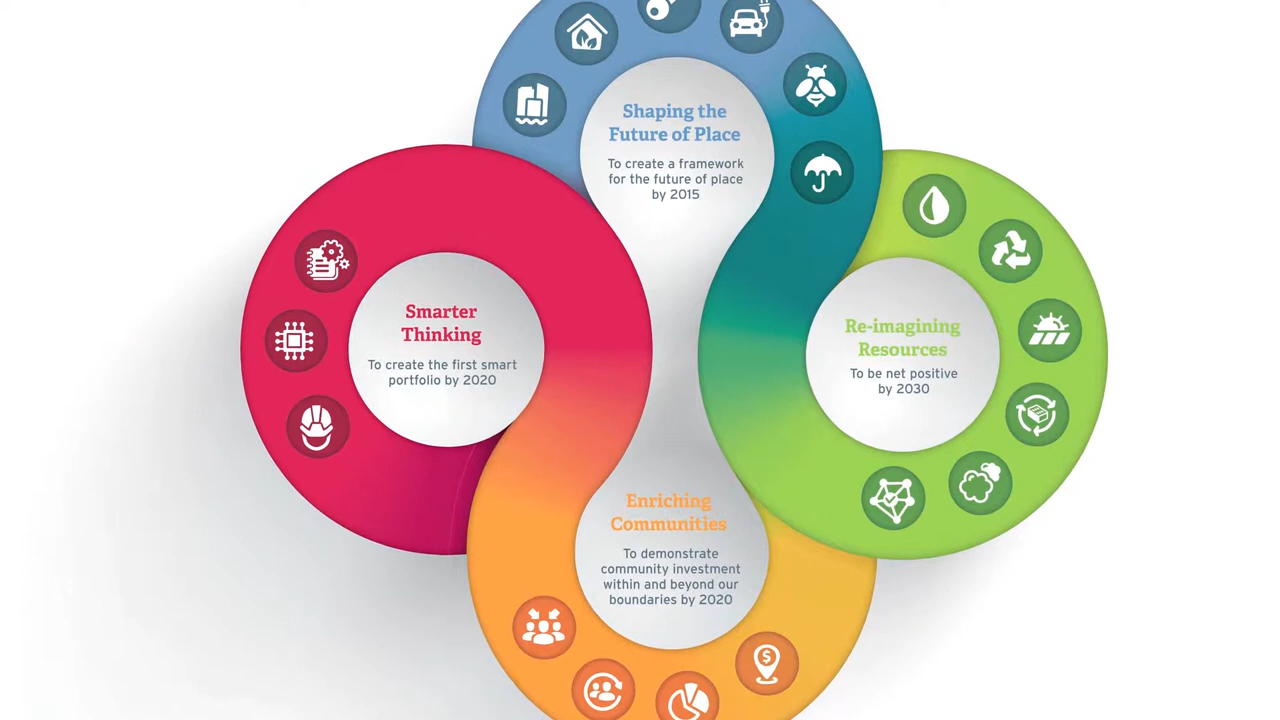 Shaping the
Future of Place
To create a framework
for the future of place
by 2015
Smarter
Thinking
To create the first smart
portfolio by 2020
Re-imagining
Resources
To be net positive
by 2030
Enriching
Communities
To demonstrate
community investment
within and beyond our
boundaries by 2020
$